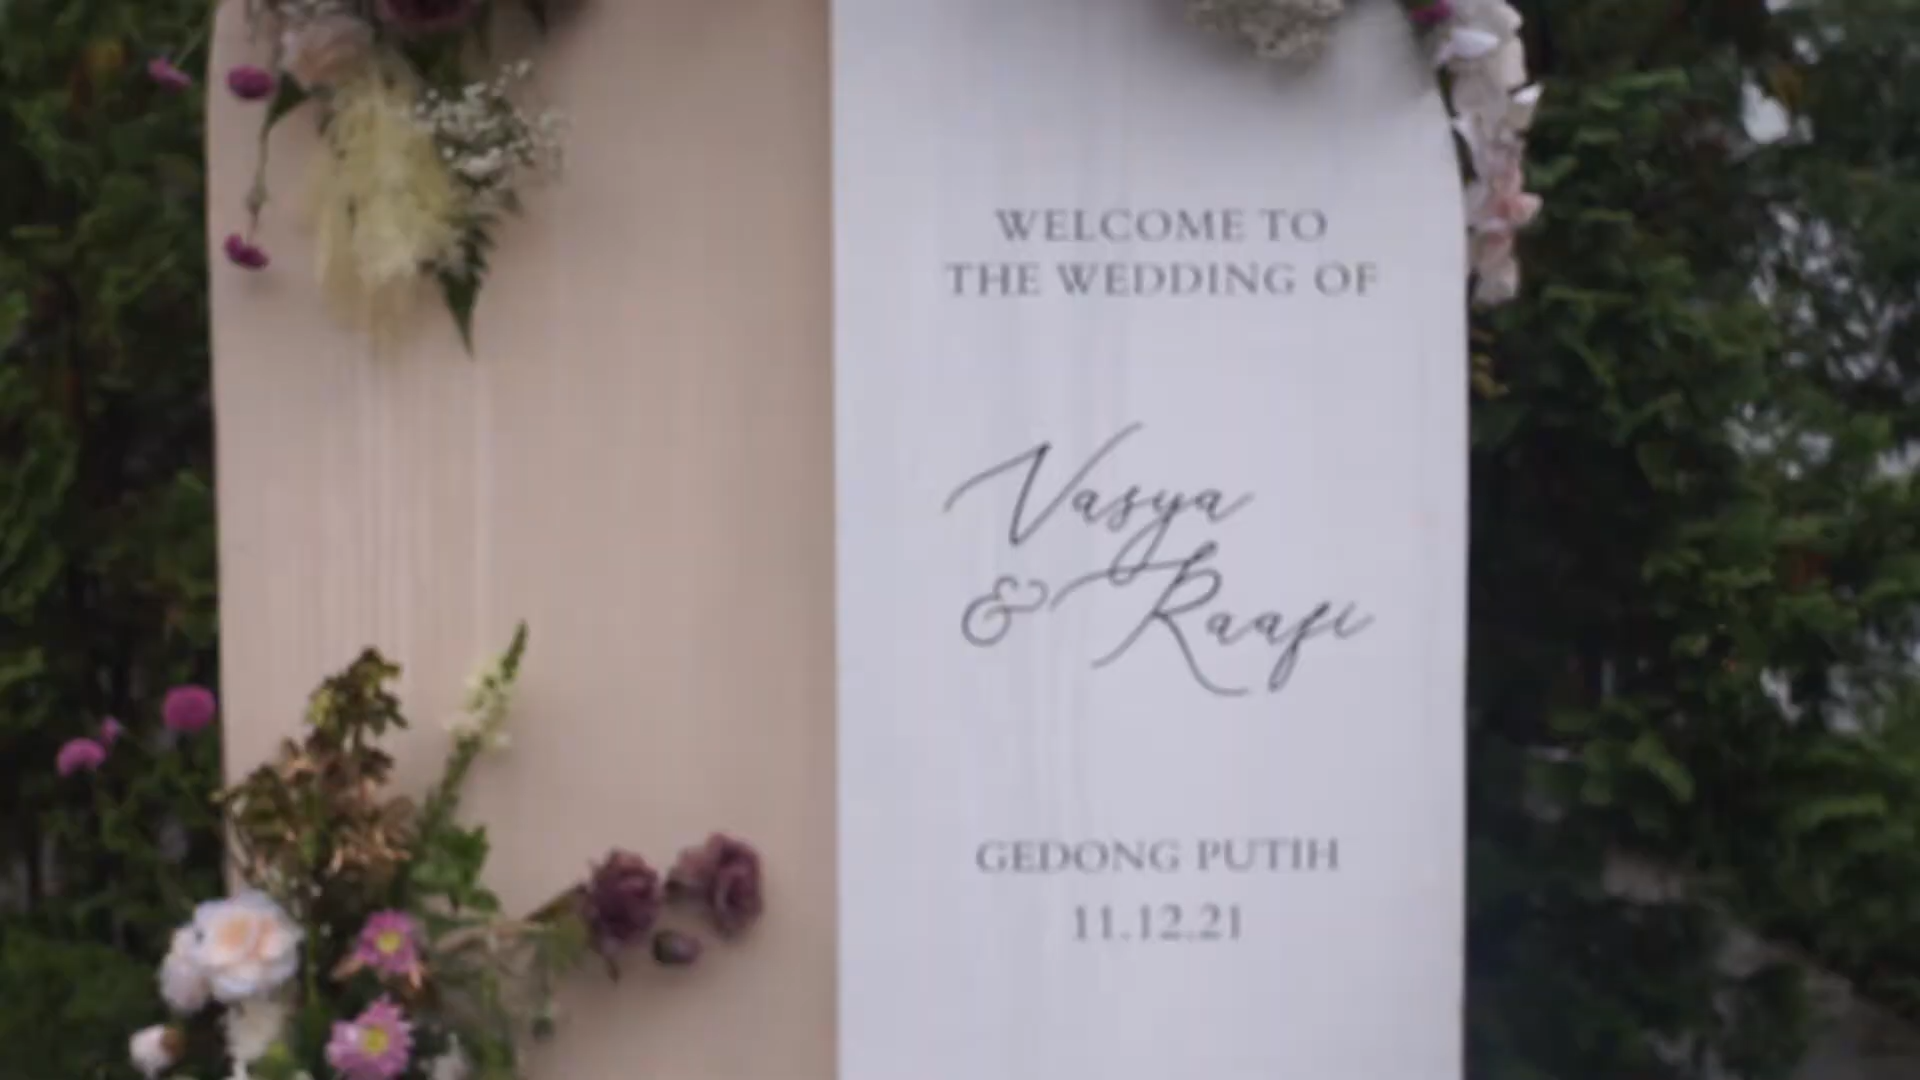 WELCOME TO
THE WEDDING OF
Vasya
& Raafi
GEDONG PUTIH
11.12.21